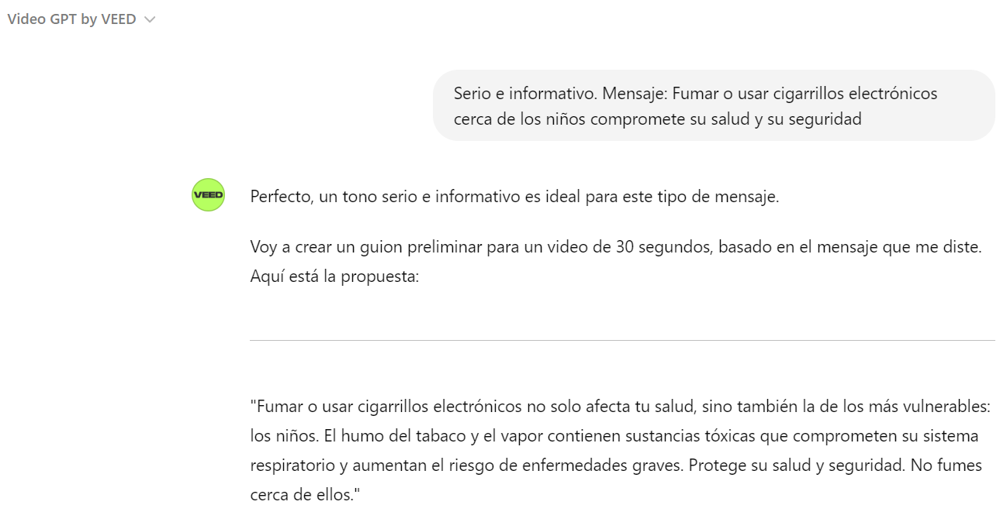 Video GPT by VEED
Serio e informativo. Mensaje: Fumar o usar cigarrillos electrónicos
cerca de los niños compromete su salud y su seguridad
VEED
Perfecto, un tono serio e informativo es ideal para este tipo de mensaje.
Voy a crear un guion preliminar para un video de 30 segundos, basado en el mensaje que me diste.
Aquí está la propuesta:
"Fumar o usar cigarrillos electrónicos no solo afecta tu salud, sino también la de los más vulnerables:
los niños. El humo del tabaco y el vapor contienen sustancias tóxicas que comprometen su sistema
respiratorio y aumentan el riesgo de enfermedades graves. Protege su salud y seguridad. No fumes
cerca de ellos."